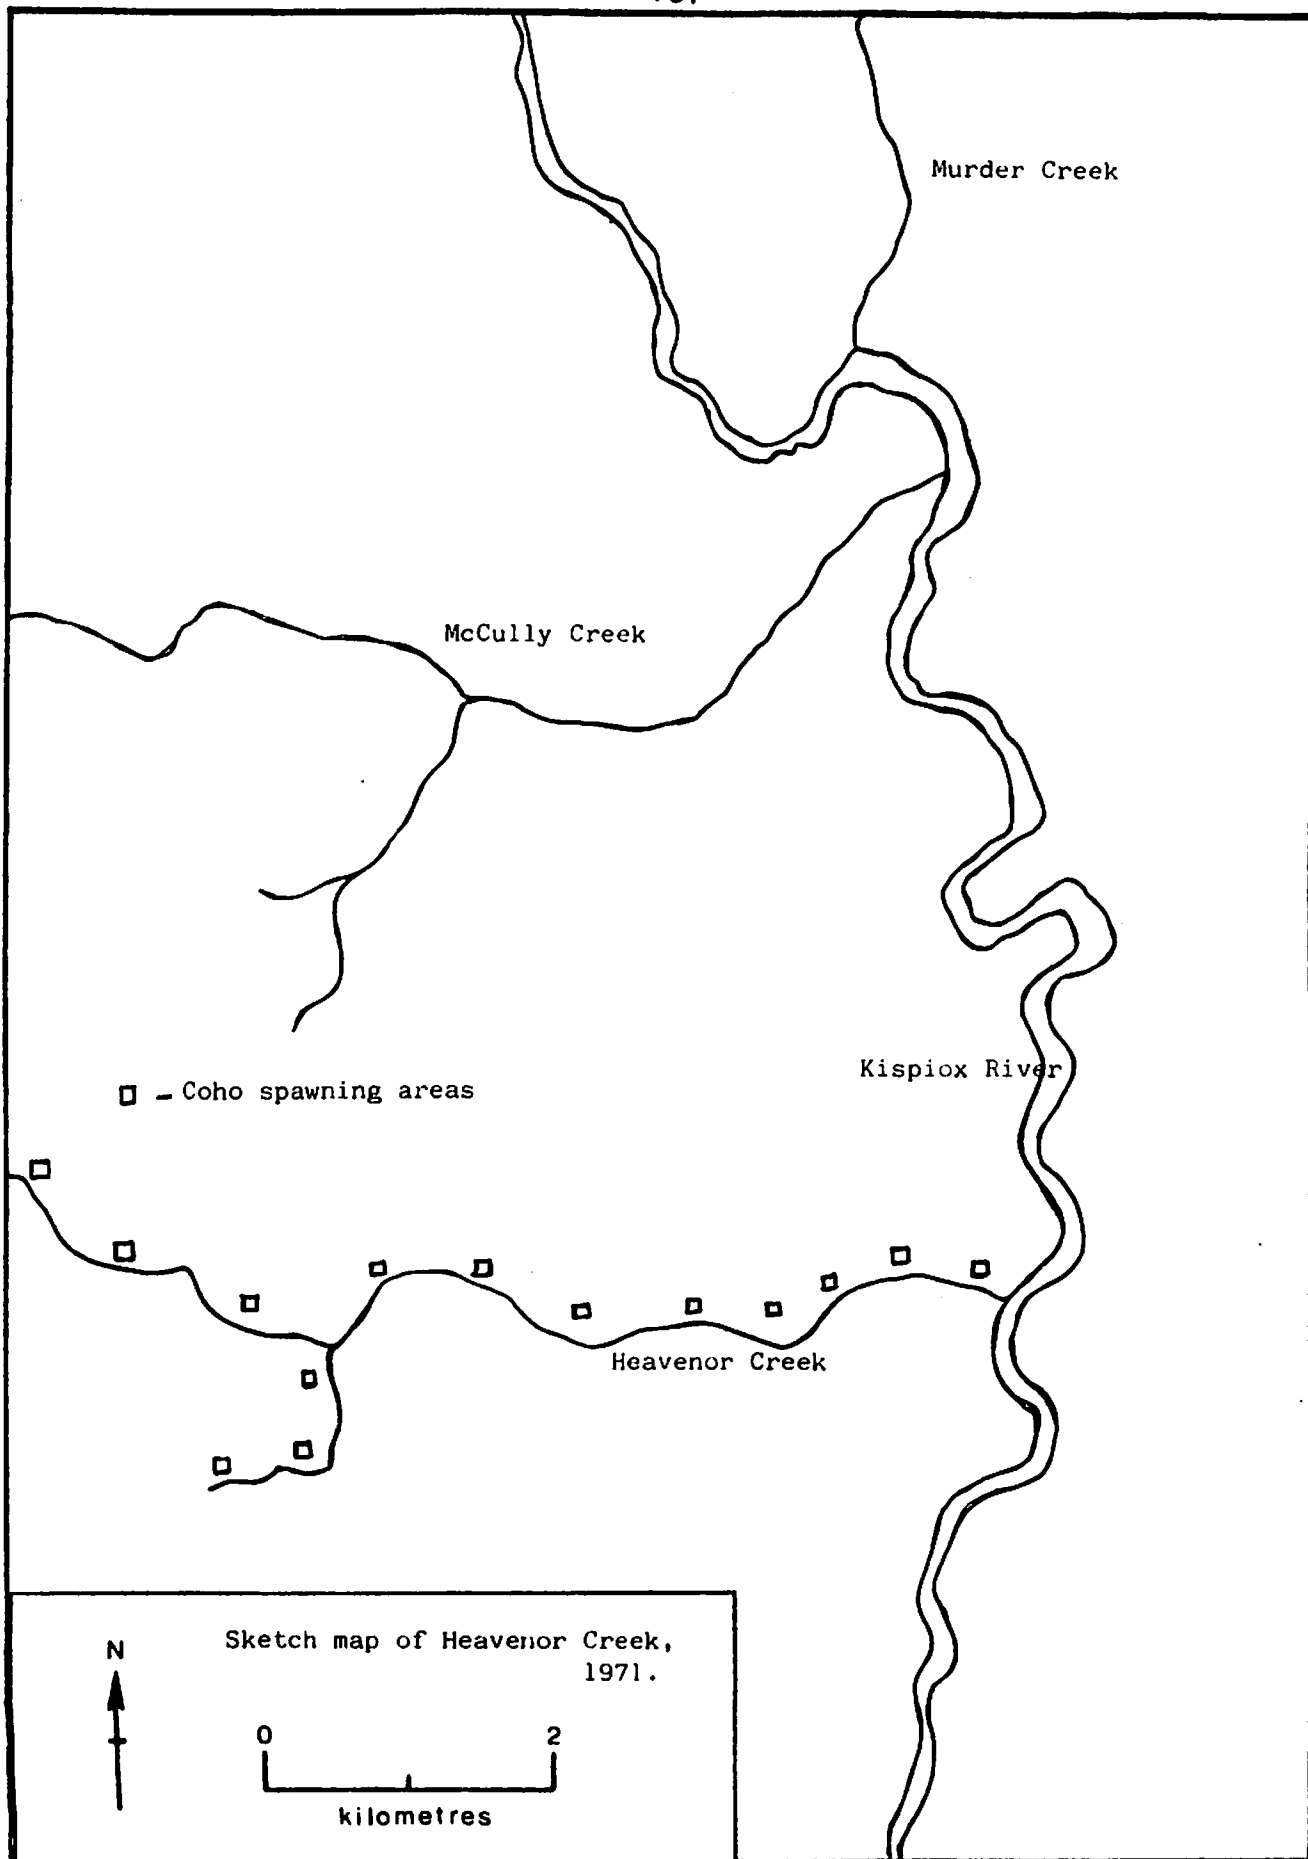 Murder Creek
McCully Creek
Kispiox River
– Coho spawning areas
Heavenor Creek
Sketch map of Heavenor Creek,
1971.
N
0 2
kilometres